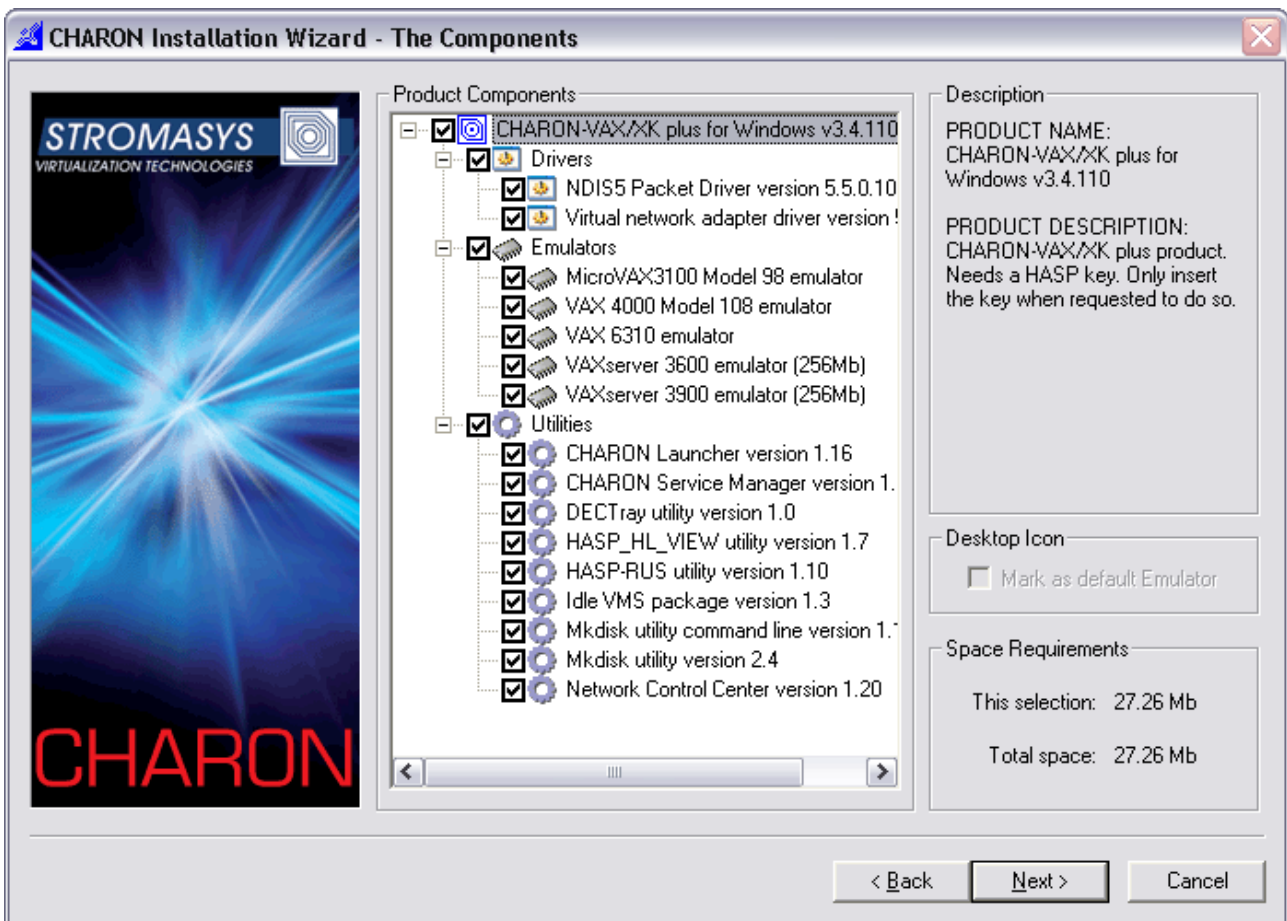 CHARON Installation Wizard - The Components
STROMASYS
VIRTUALIZATION TECHNOLOGIES
CHARON
Product Components
CHARON-VAX/XK plus for Windows v3.4.110
Drivers
NDIS5 Packet Driver version 5.5.0.10
Virtual network adapter driver version
Emulators
MicroVAX3100 Model 98 emulator
VAX 4000 Model 108 emulator
VAX 6310 emulator
VAXserver 3600 emulator (256Mb)
VAXserver 3900 emulator (256Mb)
Utilities
CHARON Launcher version 1.16
CHARON Service Manager version 1.
DECTray utility version 1.0
HASP_HL_VIEW utility version 1.7
HASP-RUS utility version 1.10
Idle VMS package version 1.3
Mkdisk utility command line version 1.
Mkdisk utility version 2.4
Network Control Center version 1.20
Description
PRODUCT NAME:
CHARON-VAX/XK plus for
Windows v3.4.110
PRODUCT DESCRIPTION:
CHARON-VAX/XK plus product.
Needs a HASP key. Only insert
the key when requested to do so.
Desktop Icon
Mark as default Emulator
Space Requirements
This selection: 27.26 Mb
Total space: 27.26 Mb
< Back
Next >
Cancel